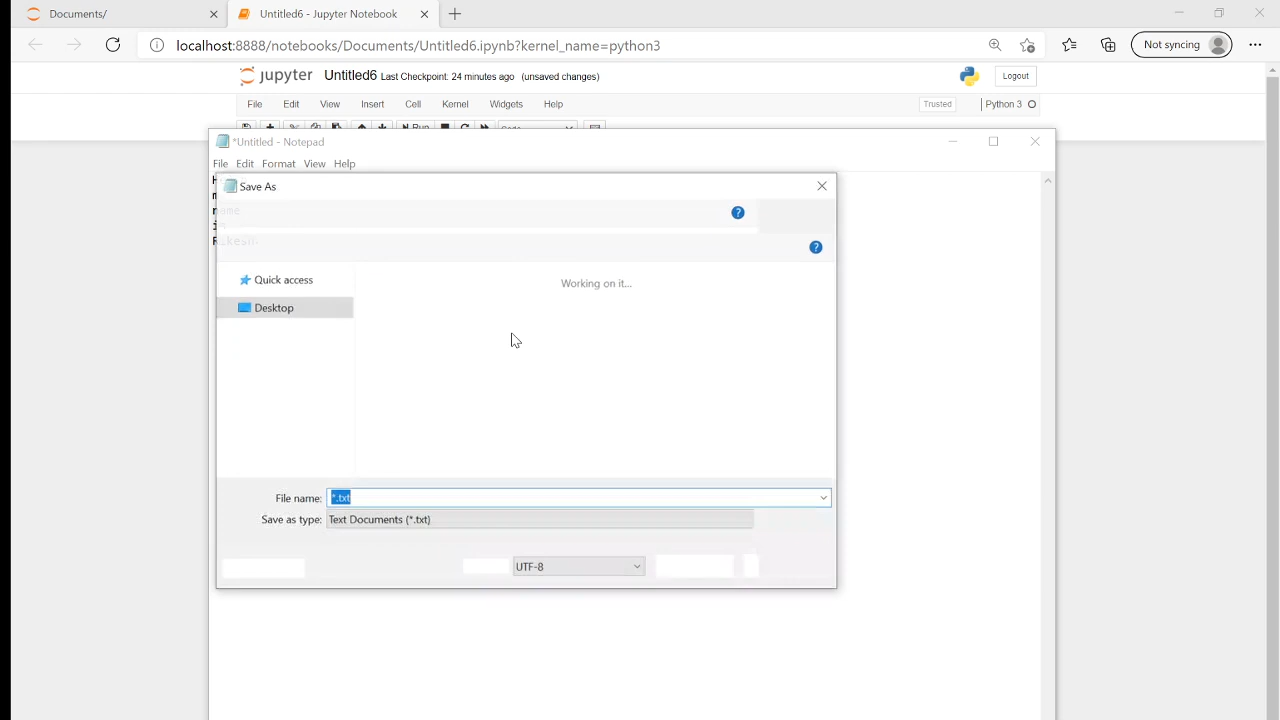 Documents/
Untitled6 - Jupyter Notebook
localhost:8888/notebooks/Documents/Untitled6.ipynb?kernel_name=python3
Not syncing
jupyter Untitled6 Last Checkpoint: 24 minutes ago (unsaved changes)
Logout
File Edit View Insert Cell Kernel Widgets Help
Trusted Python 3
Run Code
*Untitled - Notepad
File Edit Format View Help
Save As
name
Quick access
Working on it...
Desktop
File name: *.txt
Save as type: Text Documents (*.txt)
UTF-8